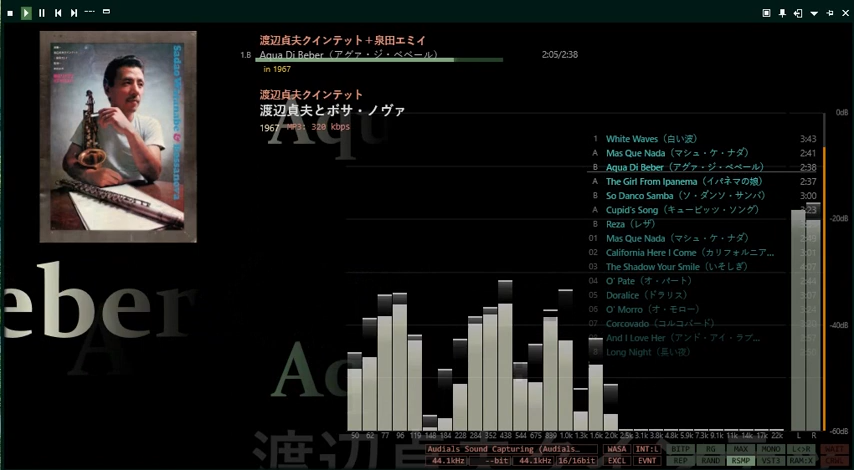 渡辺貞夫クインテット＋泉田エミイ
1.B Aqua Di Beber（アグァ・ジ・ベベール） 2:05/2:38
in 1967
渡辺貞夫クインテット
渡辺貞夫とボサ・ノヴァ
1967 MP3: 320 kbps
Sadao Watanabe & bossanova
1 White Waves（白い波） 3:43
A Mas Que Nada（マシュ・ケ・ナダ） 2:41
B Aqua Di Beber（アグァ・ジ・ベベール） 2:38
A The Girl From Ipanema（イパネマの娘） 2:37
B So Danco Samba（ソ・ダンソ・サンバ） 3:00
A Cupid's Song（キューピッツ・ソング）
B Reza（レザ）
01 Mas Que Nada（マシュ・ケ・ナダ）
02 California Here I Come（カリフォルニア...
03 The Shadow Your Smile（いそしぎ）
04 O' Pate（オ・パート）
05 Doralice（ドラリス）
06 O' Morro（オ・モロー）
07 Corcovado（コルコバード）
And I Love Her（アンド・アイ・ラブ...
Long Night（長い夜）
0dB
-20dB
-40dB
-60dB
eber
A
Aqu
Aq
50 62 77 96 119 148 184 228 284 352 438 544 675 839 1.0k 1.3k 1.6k 2.0k 2.5k 3.1k 3.8k 4.8k 5.9k 7.3k 9.1k 11k 14k 17k 22k L R
渡辺
Audials Sound Capturing (Audials… WASA INT:L BITP RG MAX MONO L<>R WAIT
44.1kHz --bit 44.1kHz 16/16bit EXCL EVNT REP RAND RSMP VST3 RAM:X